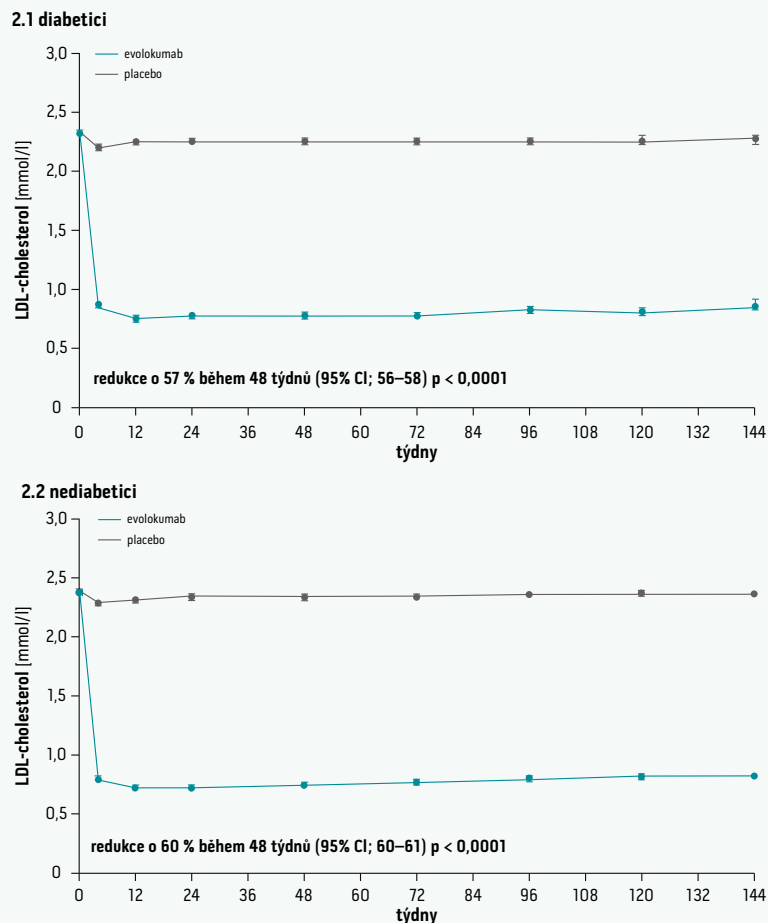 2.1 diabetici
3,0
2,5
2,0
1,5
1,0
0,5
0
LDL-cholesterol [mmol/l]
evolokumab
placebo
redukce o 57 % během 48 týdnů (95% CI; 56–58) p < 0,0001
0 12 24 36 48 60 72 84 96 108 120 132 144
týdny
2.2 nediabetici
3,0
2,5
2,0
1,5
1,0
0,5
0
LDL-cholesterol [mmol/l]
evolokumab
placebo
redukce o 60 % během 48 týdnů (95% CI; 60–61) p < 0,0001
0 12 24 36 48 60 72 84 96 108 120 132 144
týdny